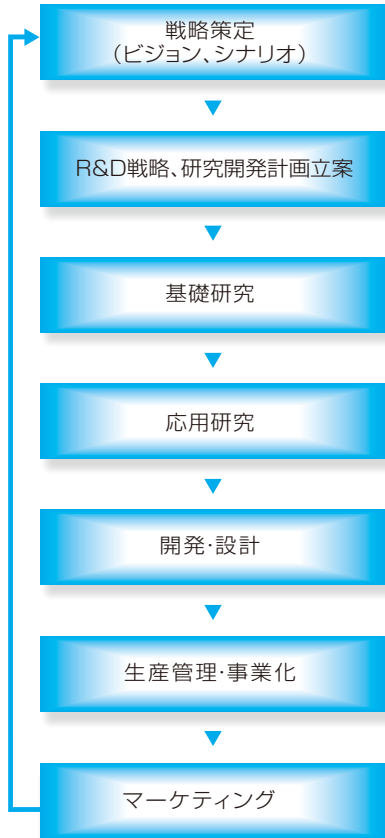 戦略策定
（ビジョン、シナリオ）
R&D戦略、研究開発計画立案
基礎研究
応用研究
開発・設計
生産管理・事業化
マーケティング